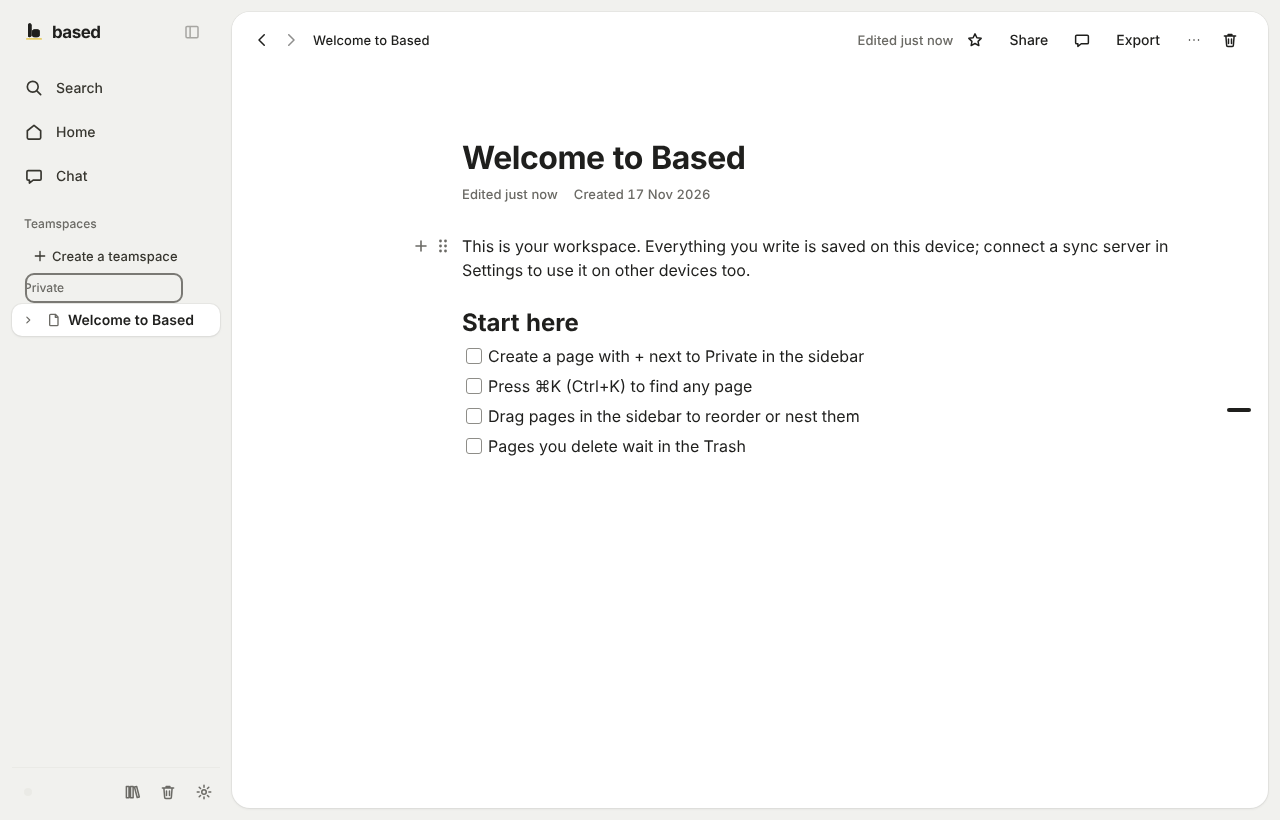 based
Search
Home
Chat
Teamspaces
Create a teamspace
Private
Welcome to Based
Welcome to Based
Edited just now
Share
Export
Welcome to Based
Edited just now Created 17 Nov 2026
This is your workspace. Everything you write is saved on this device; connect a sync server in
Settings to use it on other devices too.
Start here
Create a page with + next to Private in the sidebar
Press ⌘K (Ctrl+K) to find any page
Drag pages in the sidebar to reorder or nest them
Pages you delete wait in the Trash